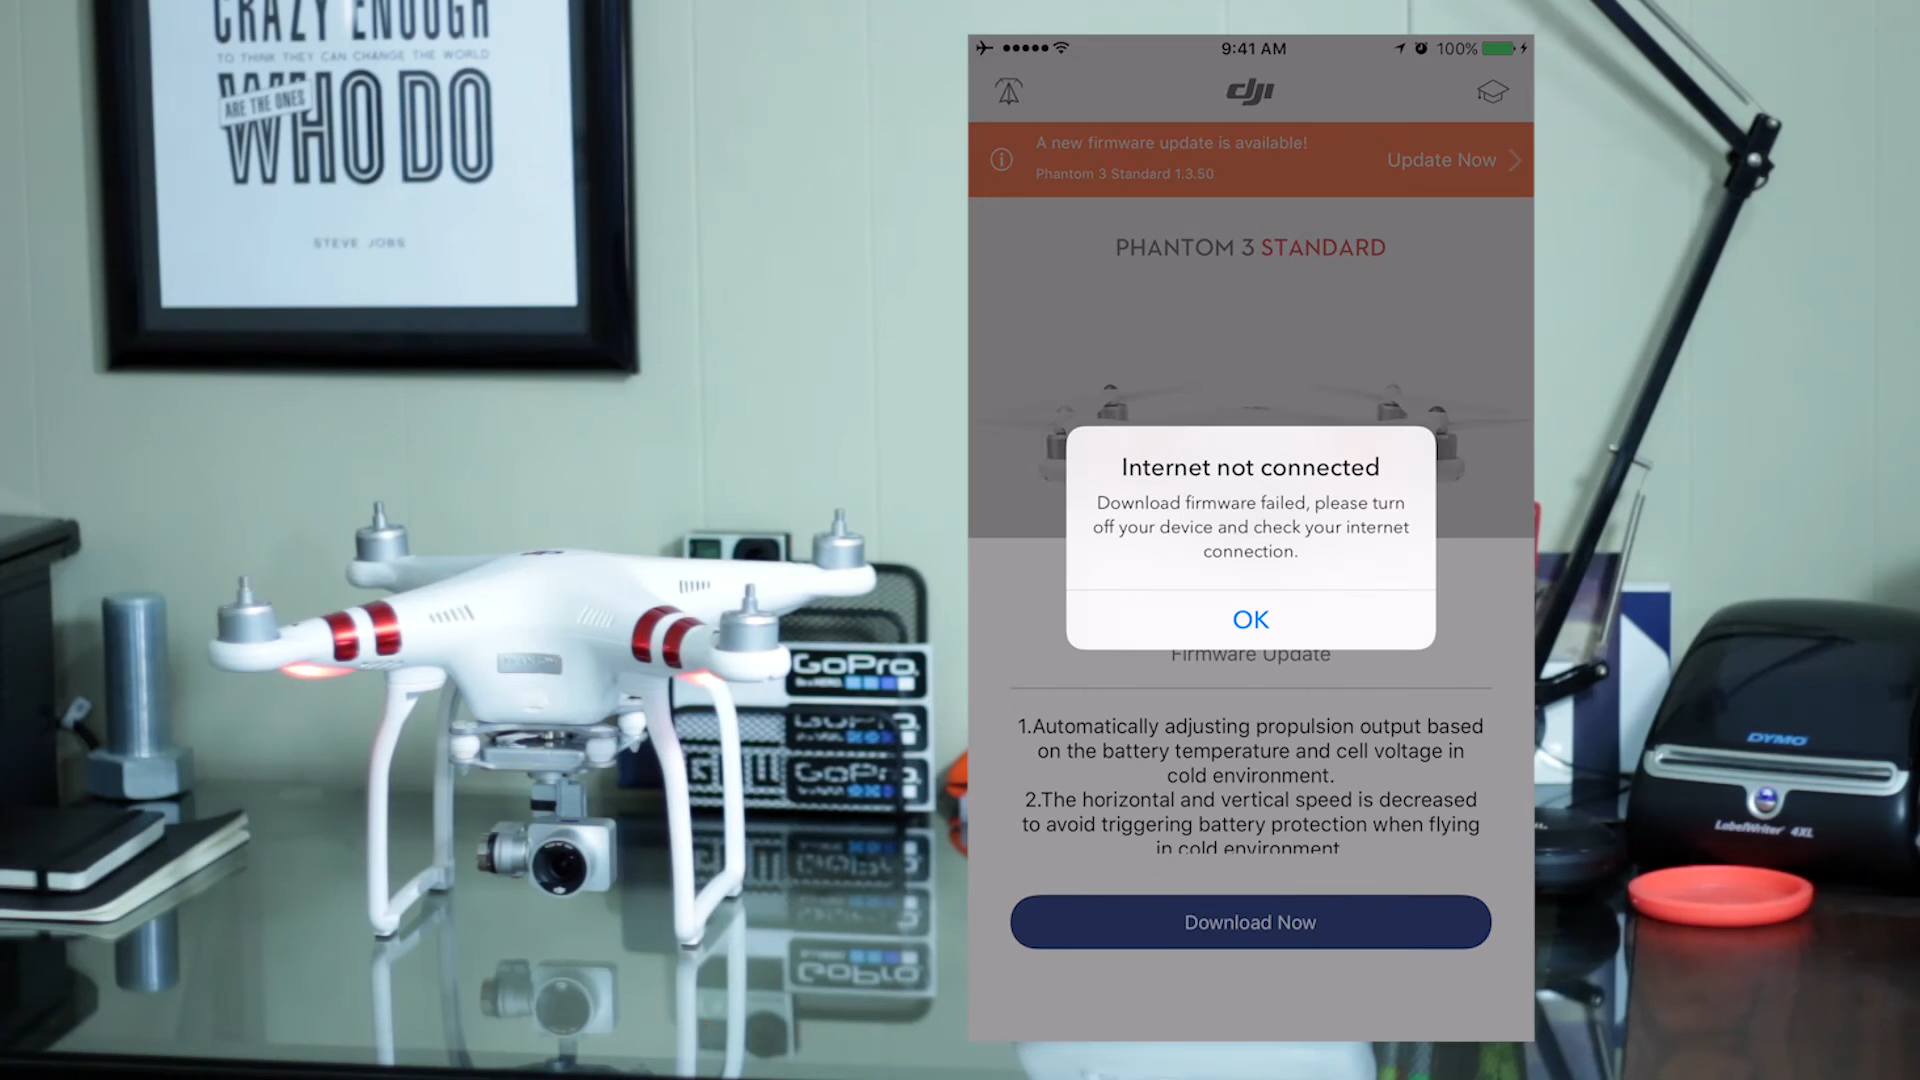 CRAZY ENOUGH
TO THINK THEY CAN CHANGE THE WORLD
ARE THE ONES
WHO DO
STEVE JOBS
9:41 AM
100%
dji
A new firmware update is available!
Phantom 3 Standard 1.3.50
Update Now
PHANTOM 3 STANDARD
Internet not connected
Download firmware failed, please turn
off your device and check your internet
connection.
OK
Firmware Update
1.Automatically adjusting propulsion output based
on the battery temperature and cell voltage in
cold environment.
2.The horizontal and vertical speed is decreased
to avoid triggering battery protection when flying
in cold environment
Download Now
GoPro
GoPro
GoPro
DYMO
LabelWriter 4XL